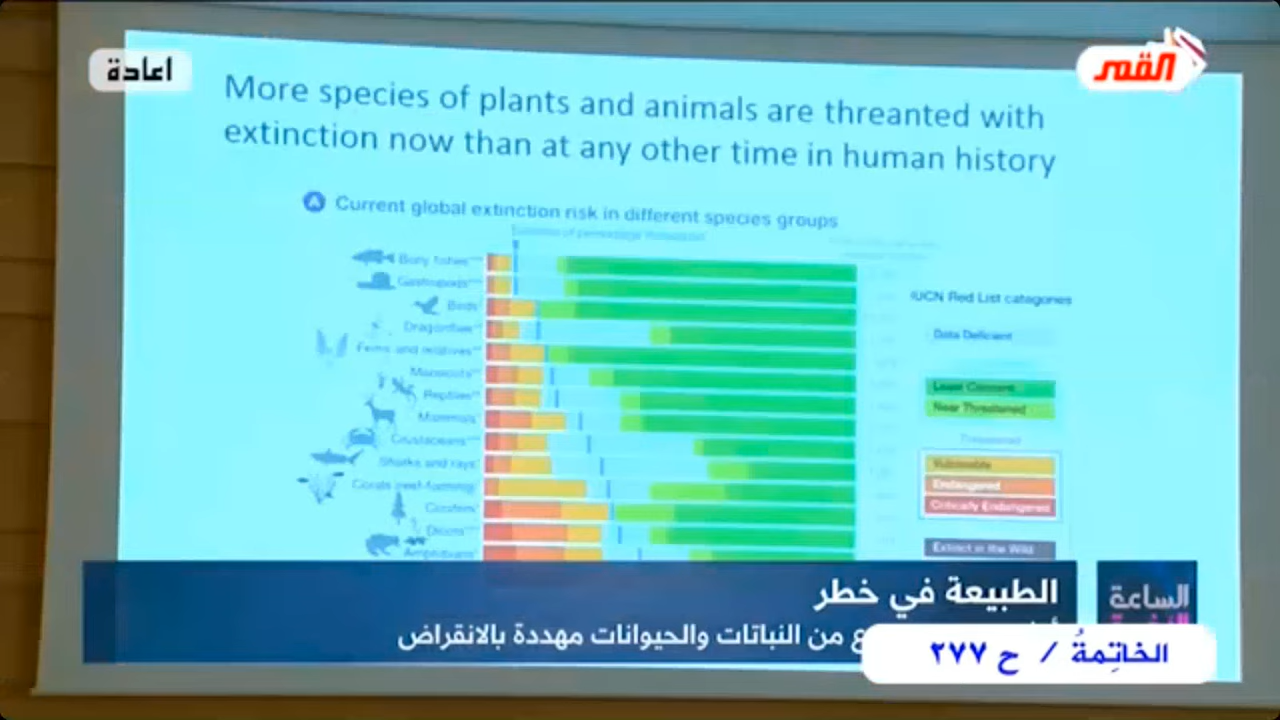 اعادة
القمر
More species of plants and animals are threanted with
extinction now than at any other time in human history
A Current global extinction risk in different species groups
Bony fishes
Gastropods
Birds
Dragonflies
Ferns and relatives
Reptiles
Mammals
Crustaceans
Sharks and rays
Corals (reef-forming)
Conifers
Dicots
Amphibians
IUCN Red List categories
Data Deficient
Least Concern
Near Threatened
Threatened
Vulnerable
Endangered
Critically Endangered
Extinct in the Wild
الطبيعة في خطر
من النباتات والحيوانات مهددة بالانقراض
الساعة
الخاتِمةُ / ح ٢٧٧